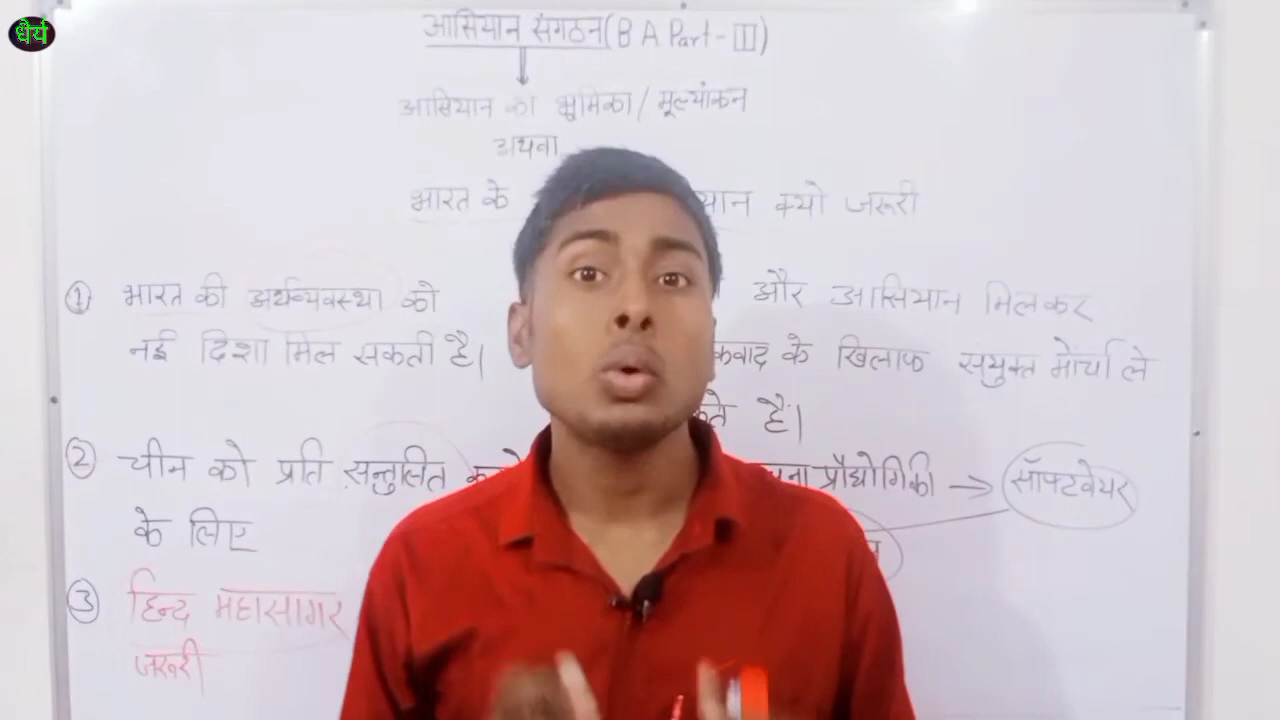 धैर्य
आसियान संगठन(B A Part-III)
आसियान की भूमिका/मूल्यांकन
अथवा
भारत के यान क्यो जरूरी
① भारत की अर्थव्यवस्था को
नई दिशा मिल सकती है।
② चीन को प्रति सन्तुलित
के लिए
③ हिन्द महासागर
जरूरी
और आसियान मिलकर
कवाद के खिलाफ संयुक्त मोर्चा ले
ते हैं।
चना प्रौद्योगिकी → सॉफ्टवेयर